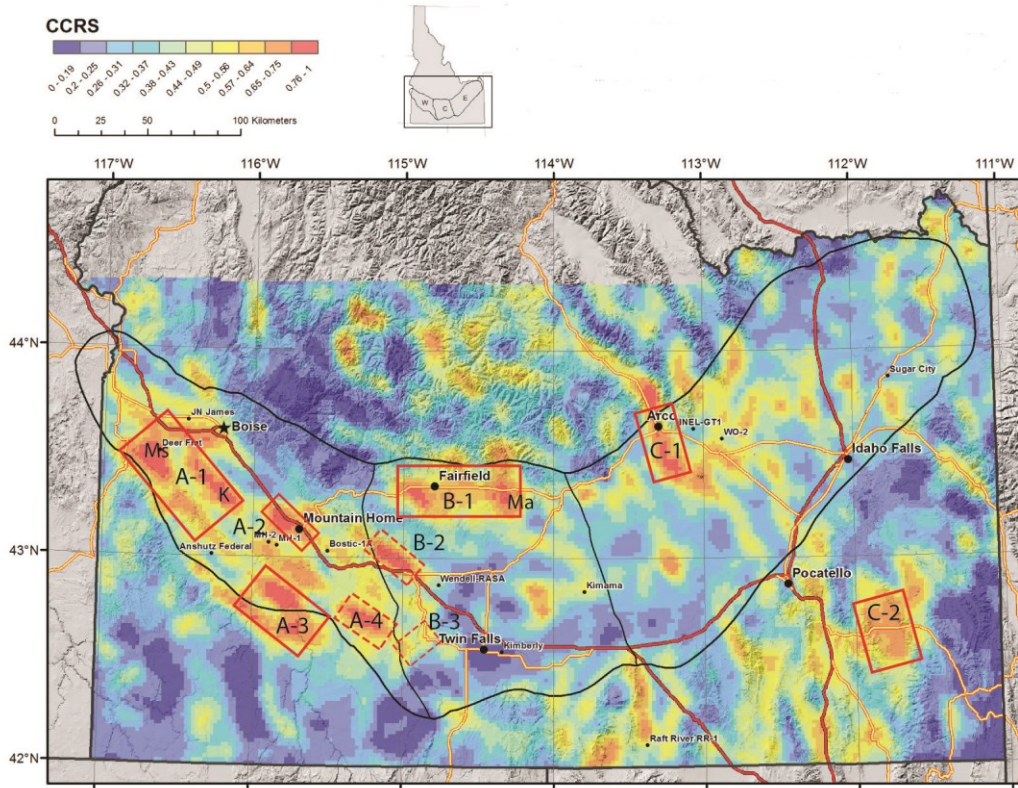 CCRS
0 - 0.19
0.2 - 0.25
0.26 - 0.31
0.32 - 0.37
0.38 - 0.43
0.44 - 0.49
0.5 - 0.56
0.57 - 0.64
0.65 - 0.75
0.76 - 1
0 25 50 100 Kilometers
W C E
117°W 116°W 115°W 114°W 113°W 112°W 111°W
44°N
Sugar City
JN James
Boise
Arco
INEL-GT1
WO-2
Deer Flat
Ms
Idaho Falls
A-1
C-1
Fairfield
K
B-1
Ma
A-2
Mountain Home
43°N
MH-2
MH-1
Anshutz Federal
Bostic-1A
B-2
Wendell-RASA
Kimama
Pocatello
A-3
A-4
B-3
C-2
Twin Falls
Kimberly
Raft River RR-1
42°N